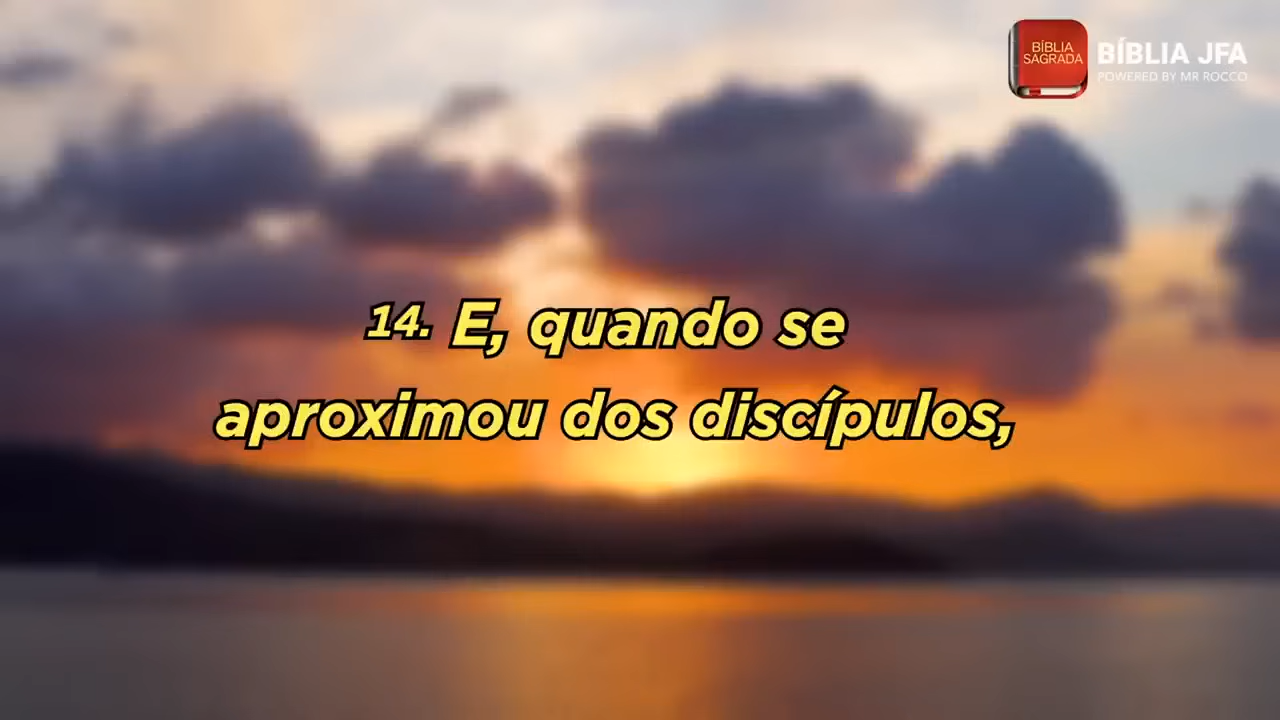 BÍBLIA
SAGRADA
BÍBLIA JFA
POWERED BY MR ROCCO
14. E, quando se
aproximou dos discípulos,